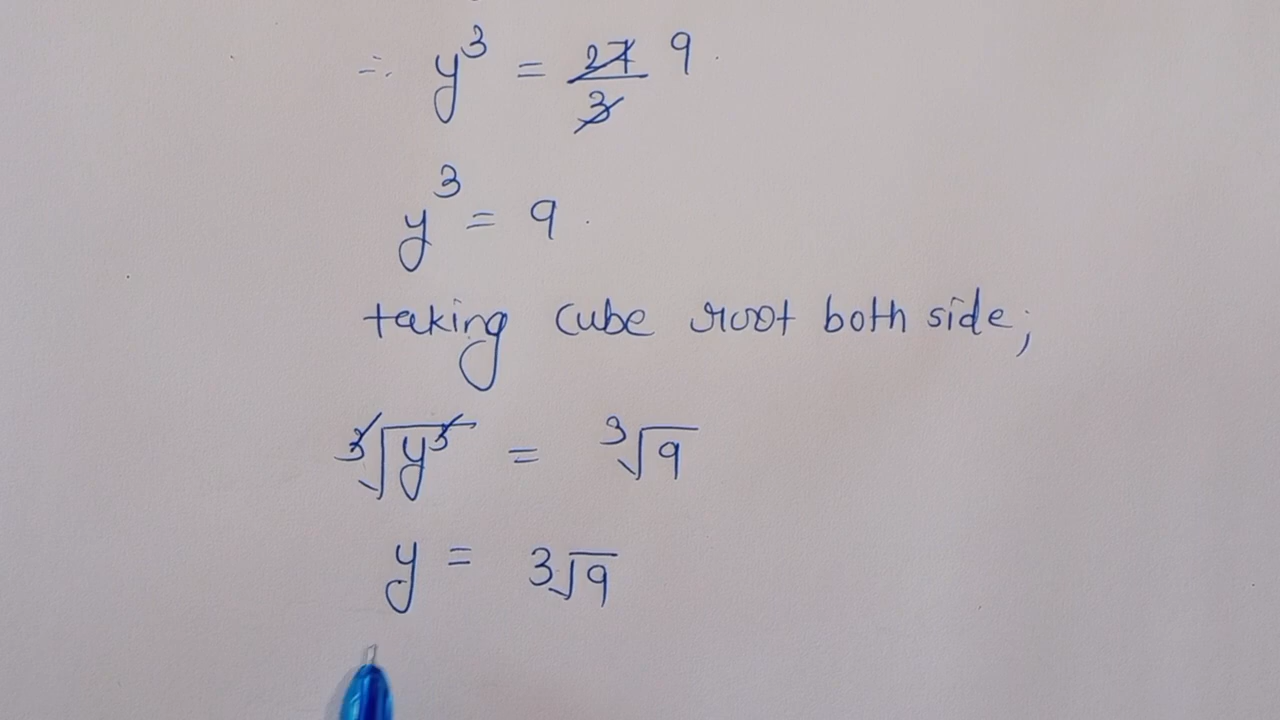 ∴ y³ = 27/3 9
y³ = 9
taking cube root both side;
∛y³ = ∛9
y = ∛9